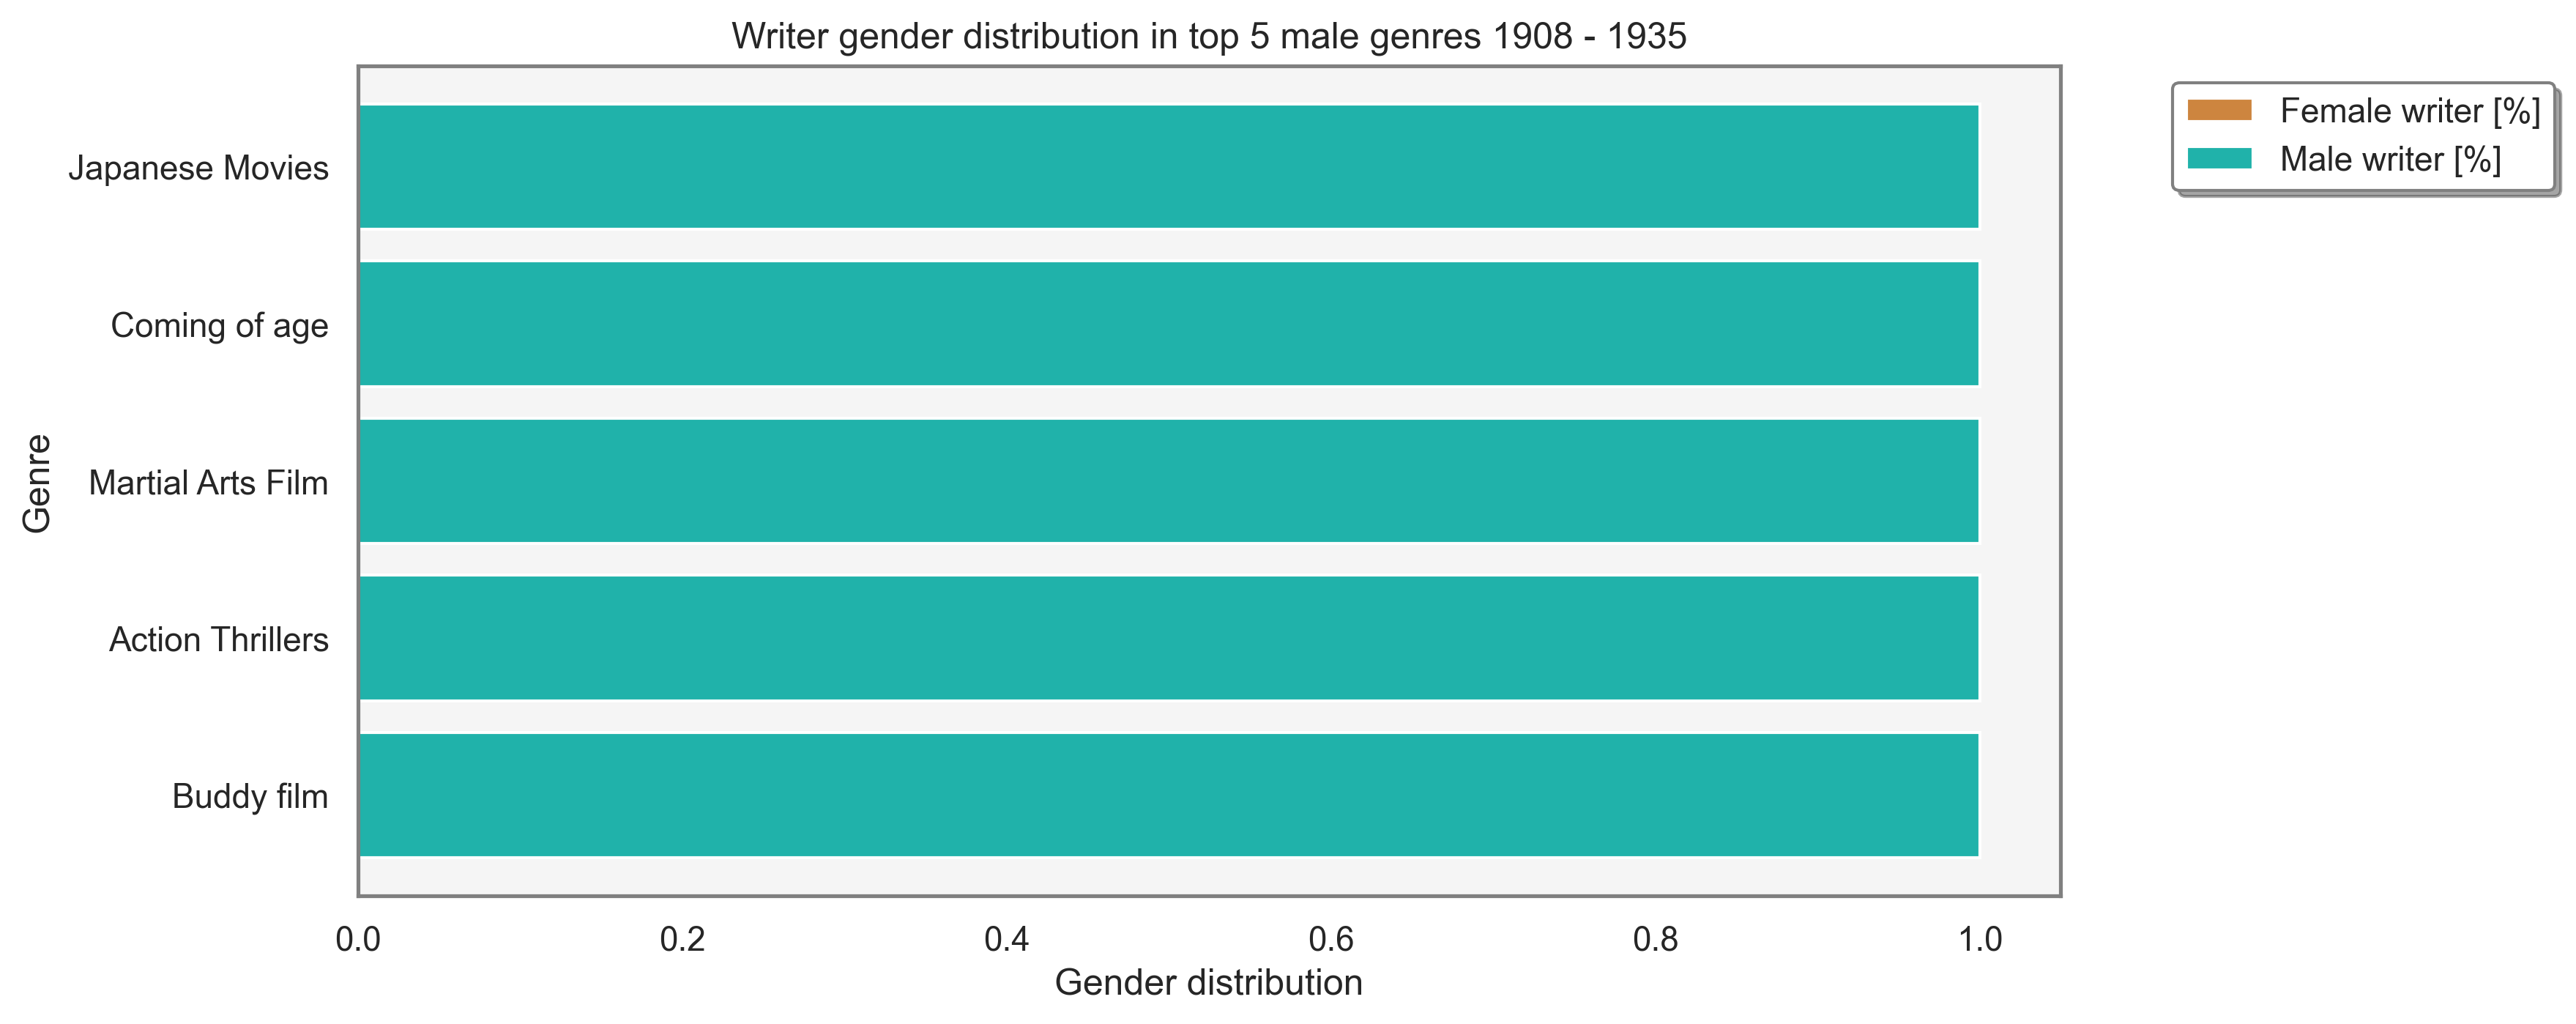 Writer gender distribution in top 5 male genres 1908 - 1935
Female writer [%]
Male writer [%]
Genre
Japanese Movies
Coming of age
Martial Arts Film
Action Thrillers
Buddy film
0.0 0.2 0.4 0.6 0.8 1.0
Gender distribution